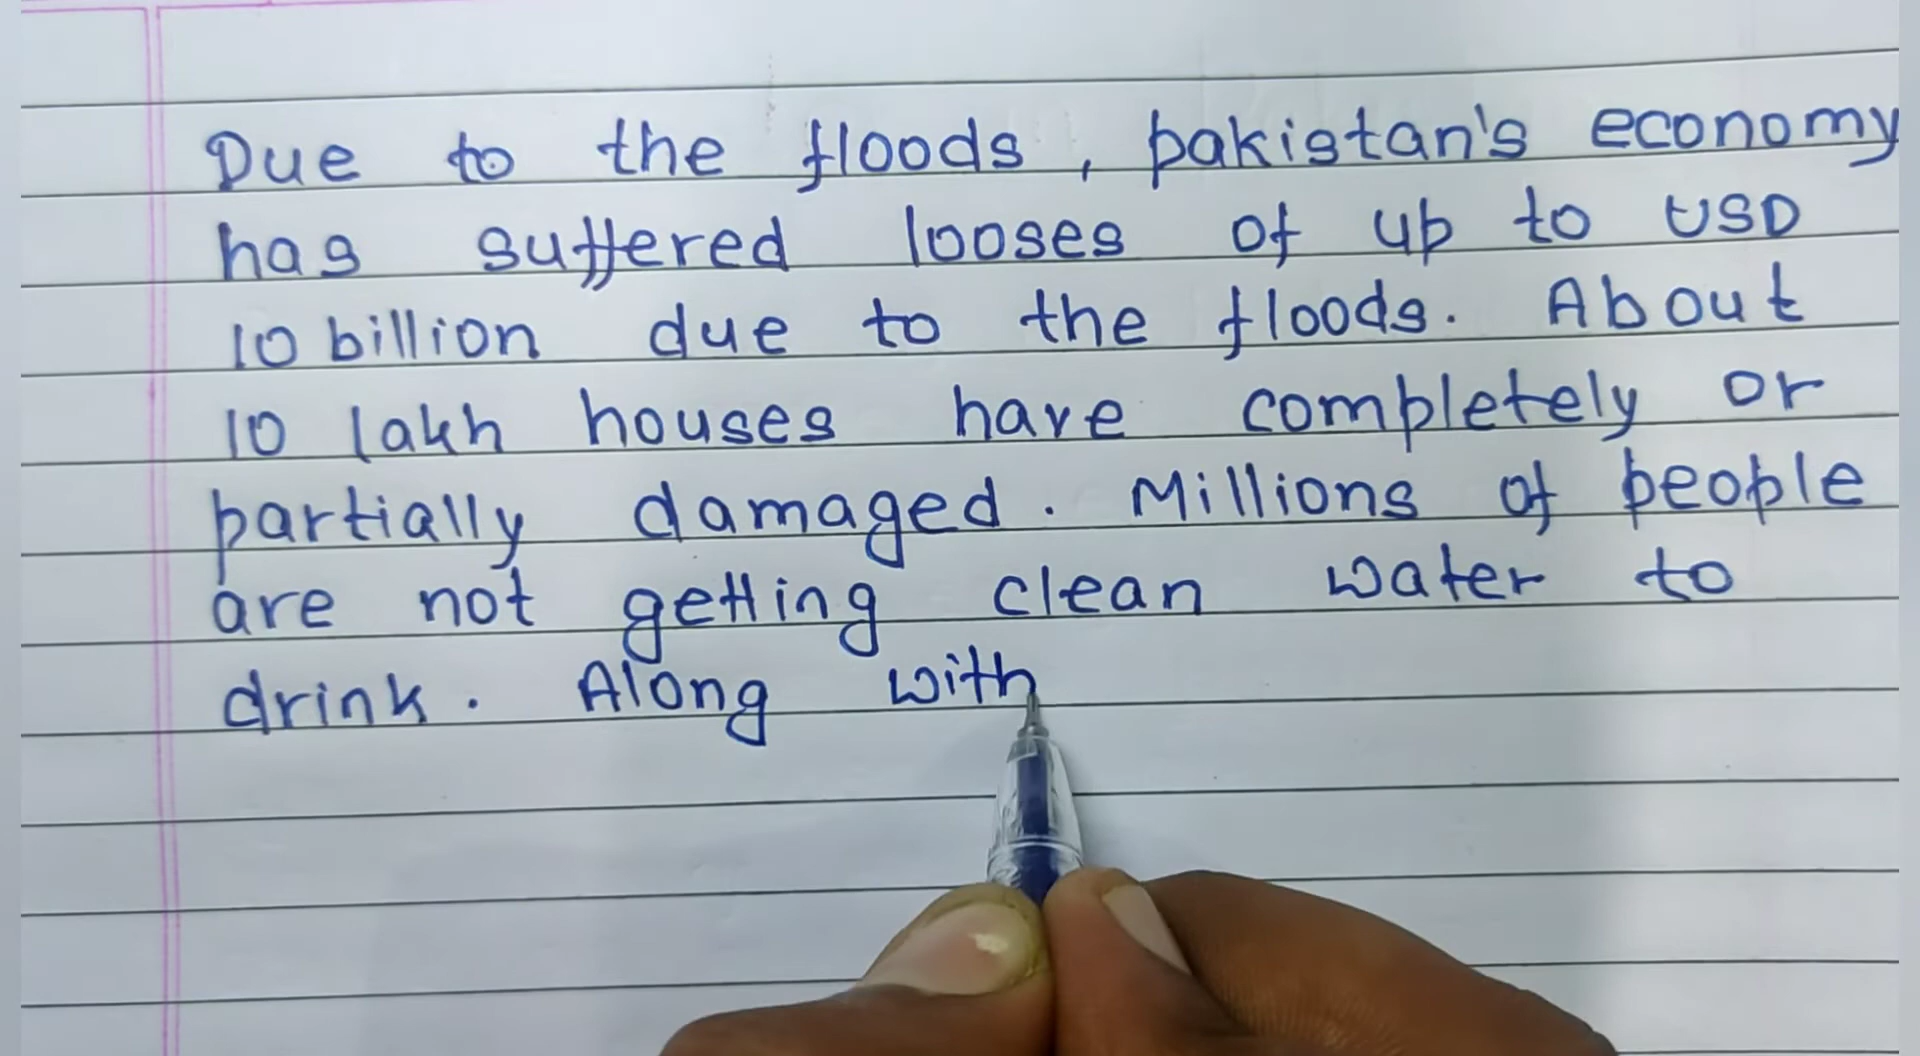 Due to the floods, pakistan's economy
has suffered looses of up to USD
10 billion due to the floods. About
10 lakh houses have completely or
partially damaged. Millions of people
are not getting clean water to
drink. Along with